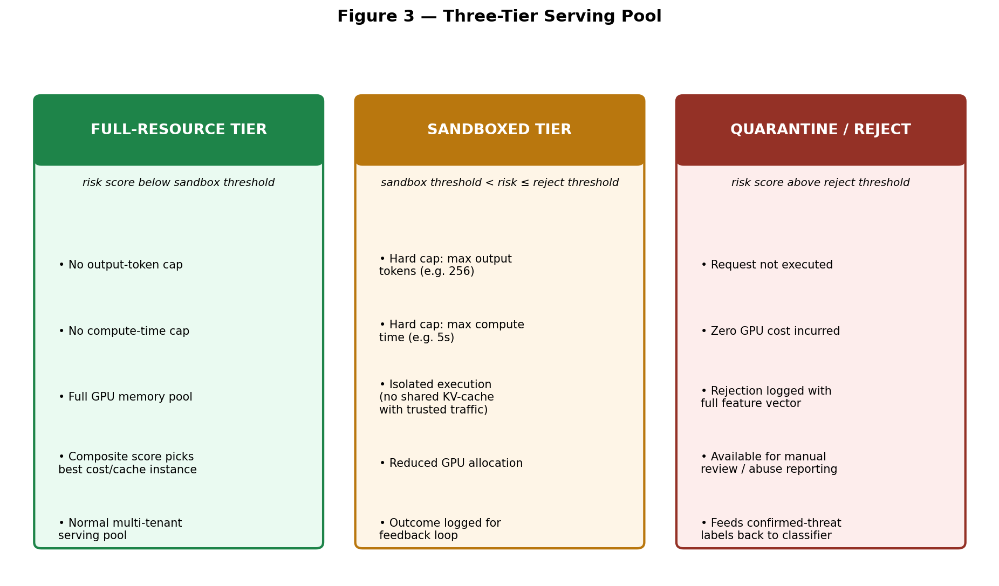 Figure 3 — Three-Tier Serving Pool
FULL-RESOURCE TIER
risk score below sandbox threshold
• No output-token cap
• No compute-time cap
• Full GPU memory pool
• Composite score picks
best cost/cache instance
• Normal multi-tenant
serving pool
SANDBOXED TIER
sandbox threshold < risk ≤ reject threshold
• Hard cap: max output
tokens (e.g. 256)
• Hard cap: max compute
time (e.g. 5s)
• Isolated execution
(no shared KV-cache
with trusted traffic)
• Reduced GPU allocation
• Outcome logged for
feedback loop
QUARANTINE / REJECT
risk score above reject threshold
• Request not executed
• Zero GPU cost incurred
• Rejection logged with
full feature vector
• Available for manual
review / abuse reporting
• Feeds confirmed-threat
labels back to classifier